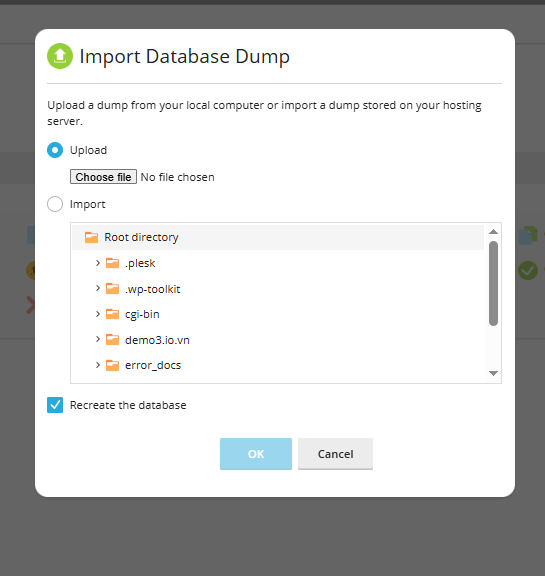 Import Database Dump
Upload a dump from your local computer or import a dump stored on your hosting
server.
Upload
Choose file No file chosen
Import
Root directory
.plesk
.wp-toolkit
cgi-bin
demo3.io.vn
error_docs
Recreate the database
OK Cancel